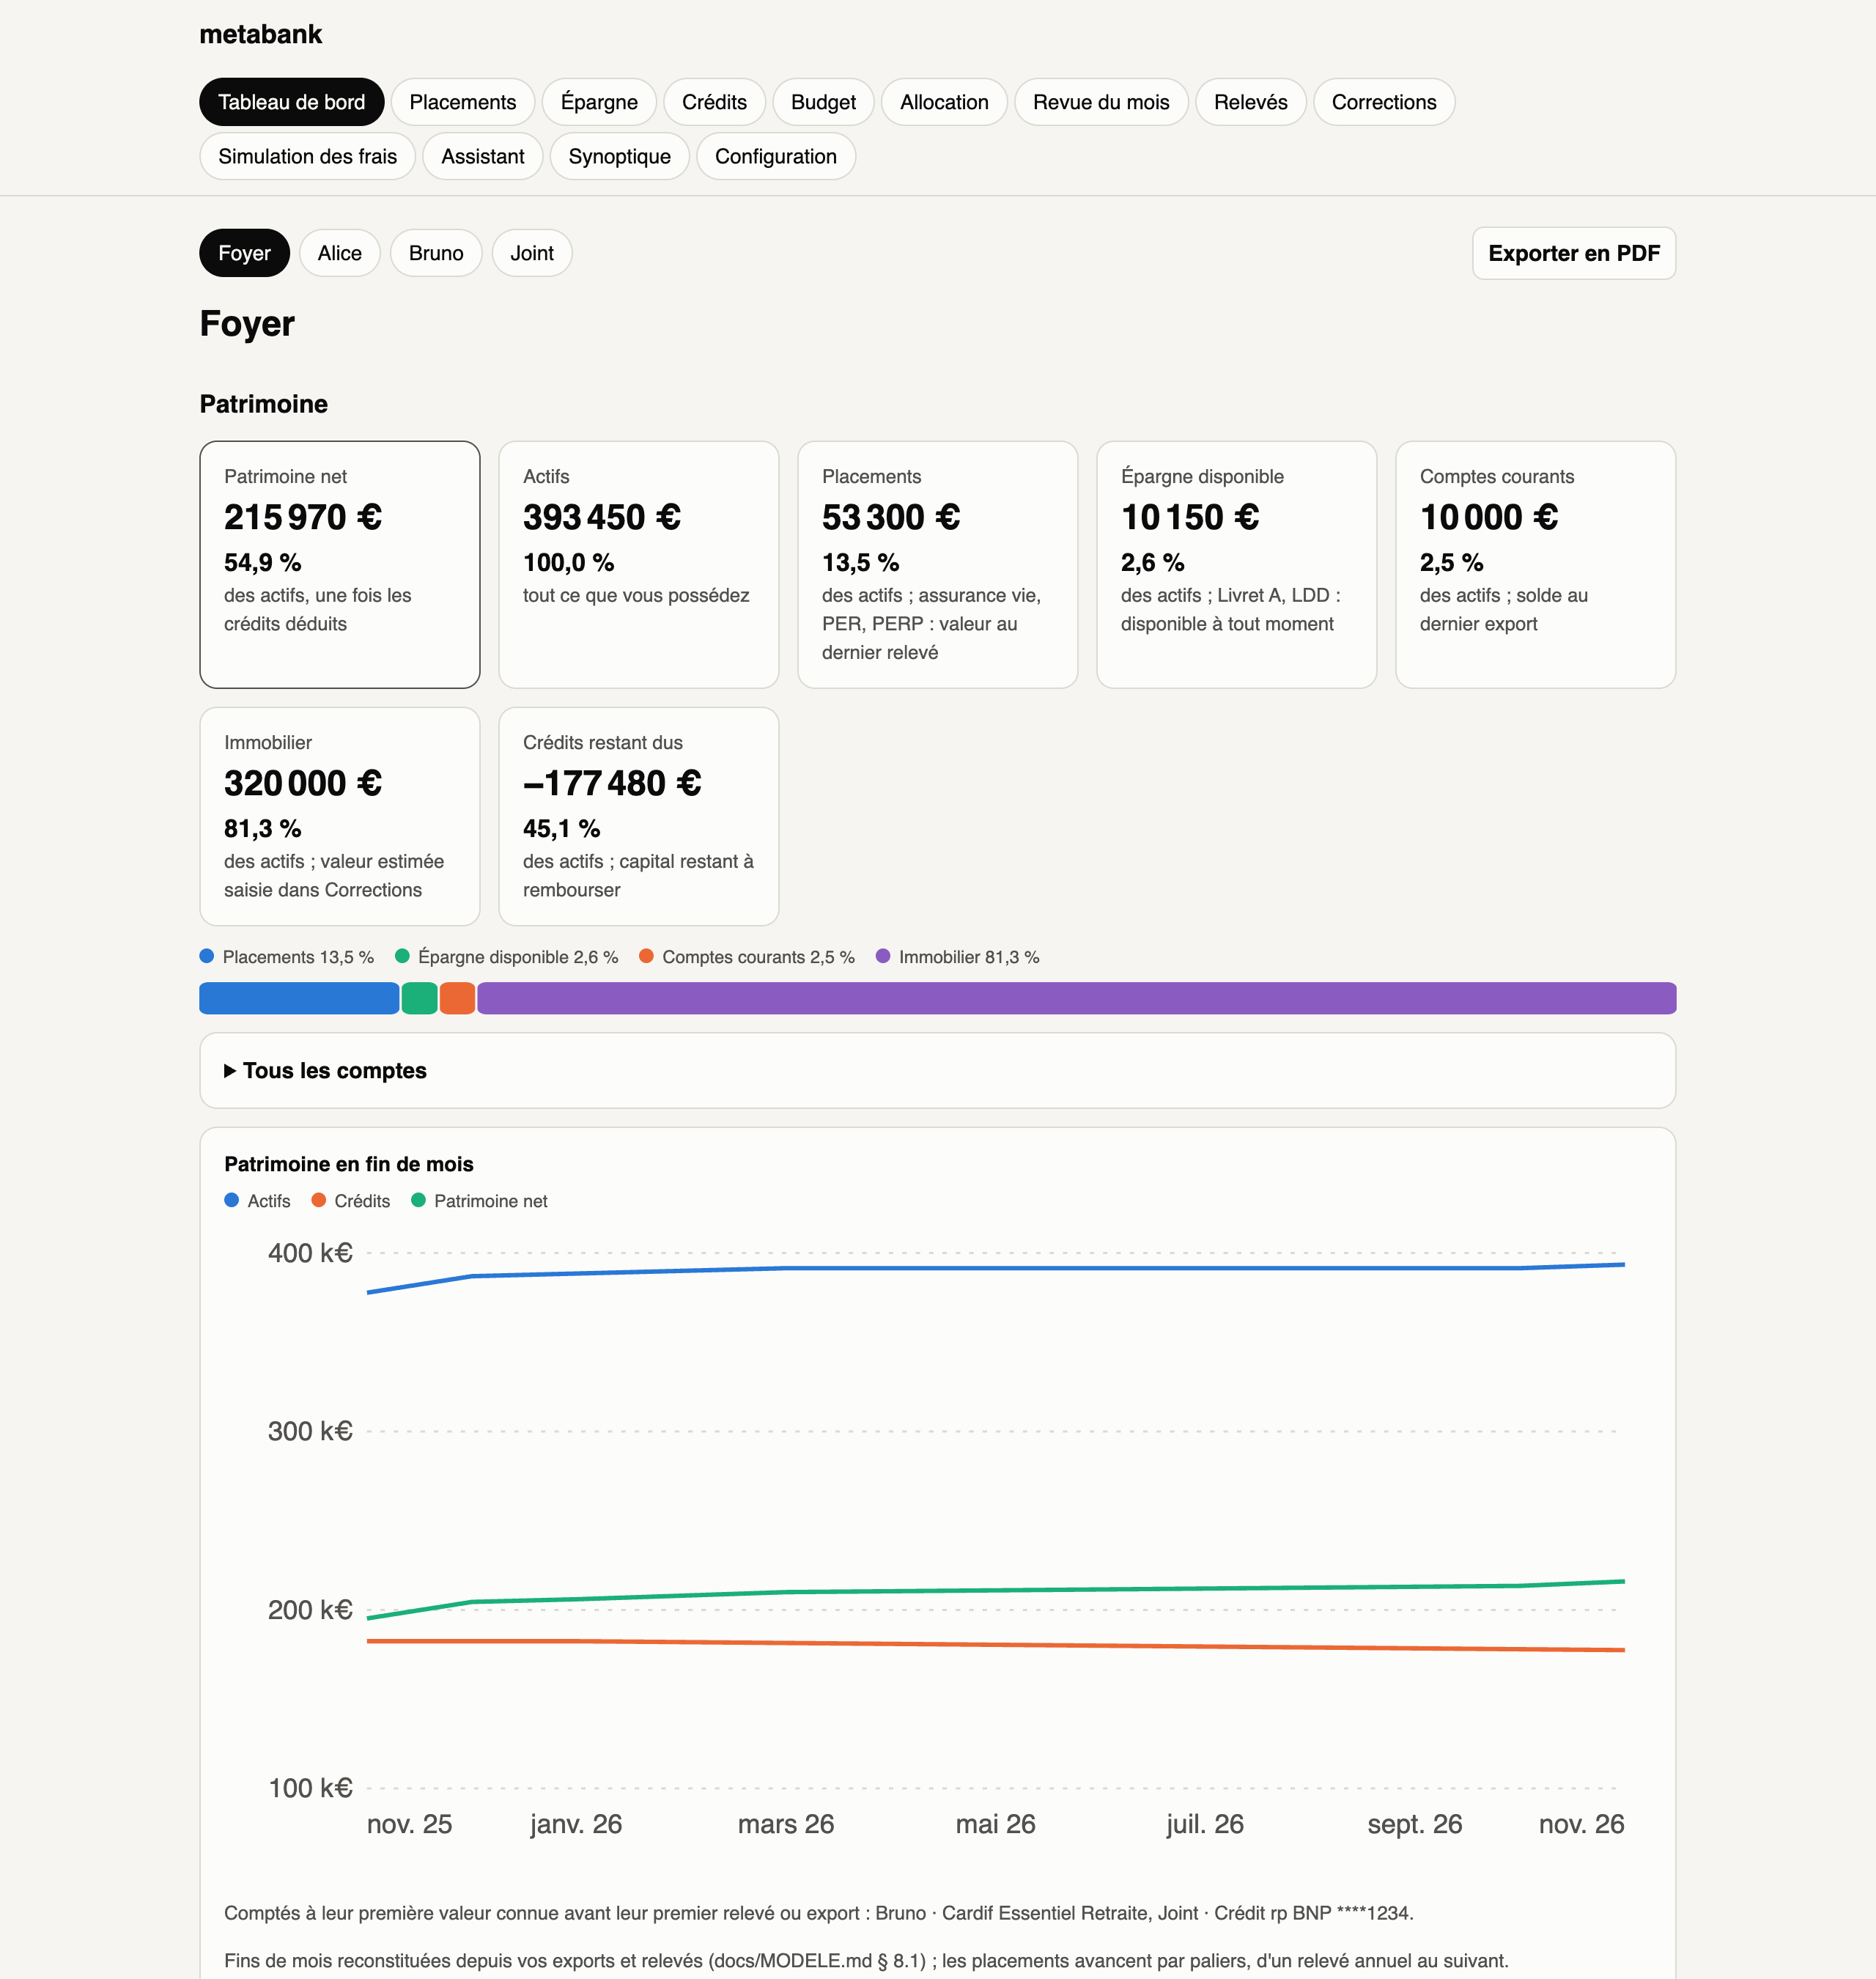 metabank
Tableau de bord
Placements
Épargne
Crédits
Budget
Allocation
Revue du mois
Relevés
Corrections
Simulation des frais
Assistant
Synoptique
Configuration
Foyer
Alice
Bruno
Joint
Exporter en PDF
Foyer
Patrimoine
Patrimoine net
215 970 €
54,9 %
des actifs, une fois les
crédits déduits
Actifs
393 450 €
100,0 %
tout ce que vous possédez
Placements
53 300 €
13,5 %
des actifs ; assurance vie,
PER, PERP : valeur au
dernier relevé
Épargne disponible
10 150 €
2,6 %
des actifs ; Livret A, LDD :
disponible à tout moment
Comptes courants
10 000 €
2,5 %
des actifs ; solde au
dernier export
Immobilier
320 000 €
81,3 %
des actifs ; valeur estimée
saisie dans Corrections
Crédits restant dus
–177 480 €
45,1 %
des actifs ; capital restant à
rembourser
Placements 13,5 %
Épargne disponible 2,6 %
Comptes courants 2,5 %
Immobilier 81,3 %
Tous les comptes
Patrimoine en fin de mois
Actifs
Crédits
Patrimoine net
400 k€
300 k€
200 k€
100 k€
nov. 25
janv. 26
mars 26
mai 26
juil. 26
sept. 26
nov. 26
Comptés à leur première valeur connue avant leur premier relevé ou export : Bruno · Cardif Essentiel Retraite, Joint · Crédit rp BNP ****1234.
Fins de mois reconstituées depuis vos exports et relevés (docs/MODELE.md § 8.1) ; les placements avancent par paliers, d'un relevé annuel au suivant.